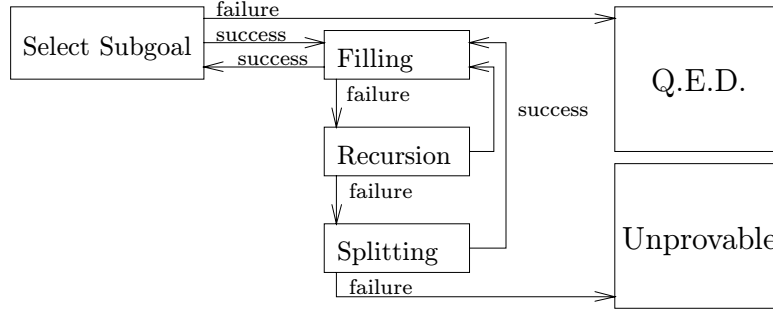 failure
Select Subgoal
success
success
Filling
Q.E.D.
failure
success
Recursion
failure
Unprovable
Splitting
failure